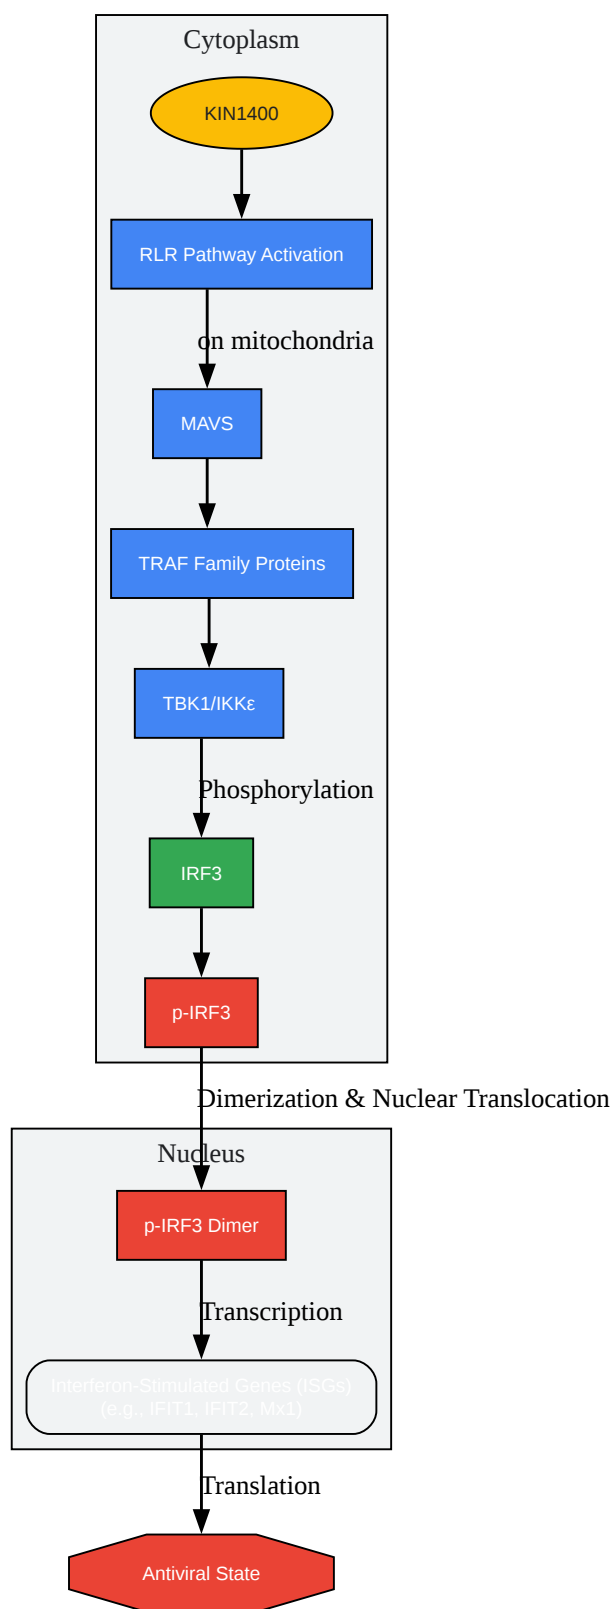 Cytoplasm
KIN1400
RLR Pathway Activation
on mitochondria
MAVS
TRAF Family Proteins
TBK1/IKKε
Phosphorylation
IRF3
p-IRF3
Dimerization & Nuclear Translocation
Nucleus
p-IRF3 Dimer
Transcription
Interferon-Stimulated Genes (ISGs)
(e.g., IFIT1, IFIT2, Mx1)
Translation
Antiviral State